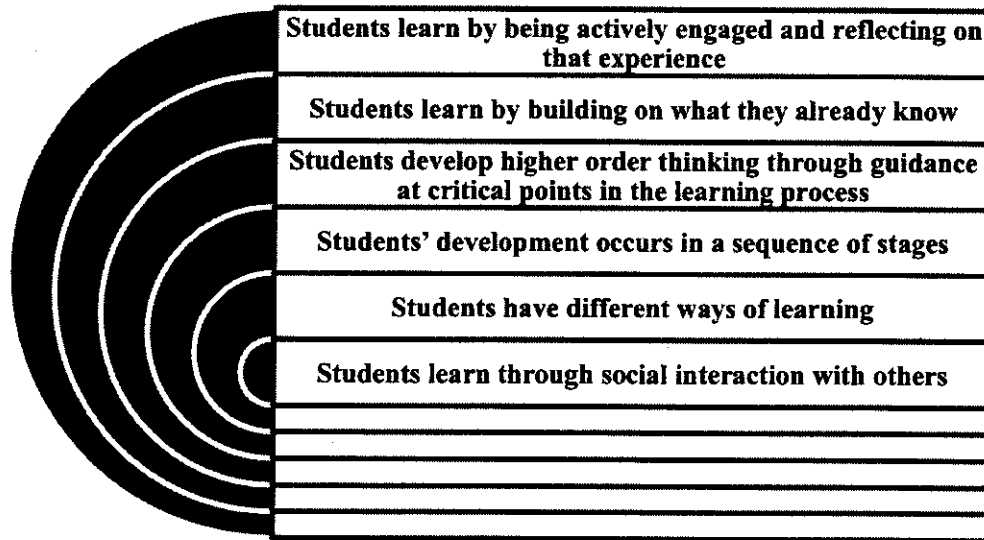 Students learn by being actively engaged and reflecting on
that experience
Students learn by building on what they already know
Students develop higher order thinking through guidance
at critical points in the learning process
Students' development occurs in a sequence of stages
Students have different ways of learning
Students learn through social interaction with others